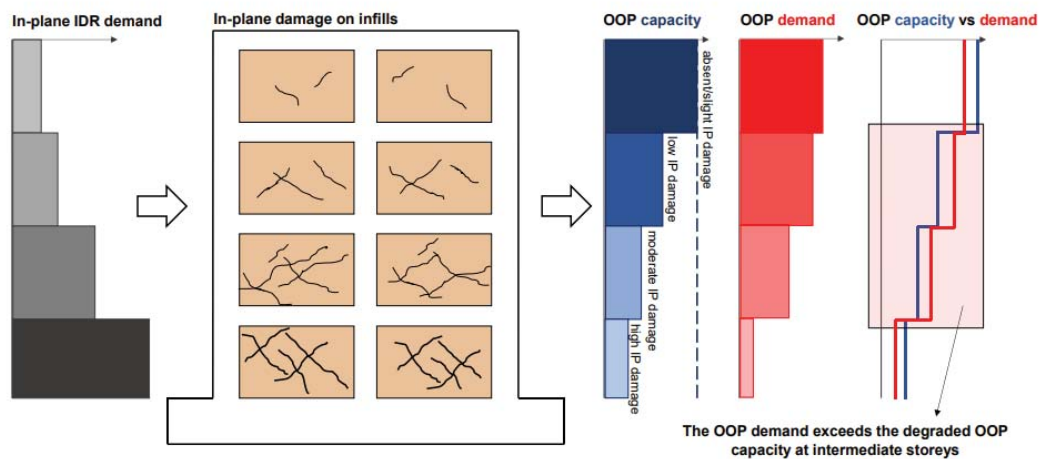 In-plane IDR demand
In-plane damage on infills
OOP capacity
OOP demand
OOP capacity vs demand
absent/slight IP damage
low IP damage
moderate IP damage
high IP damage
The OOP demand exceeds the degraded OOP
capacity at intermediate storeys